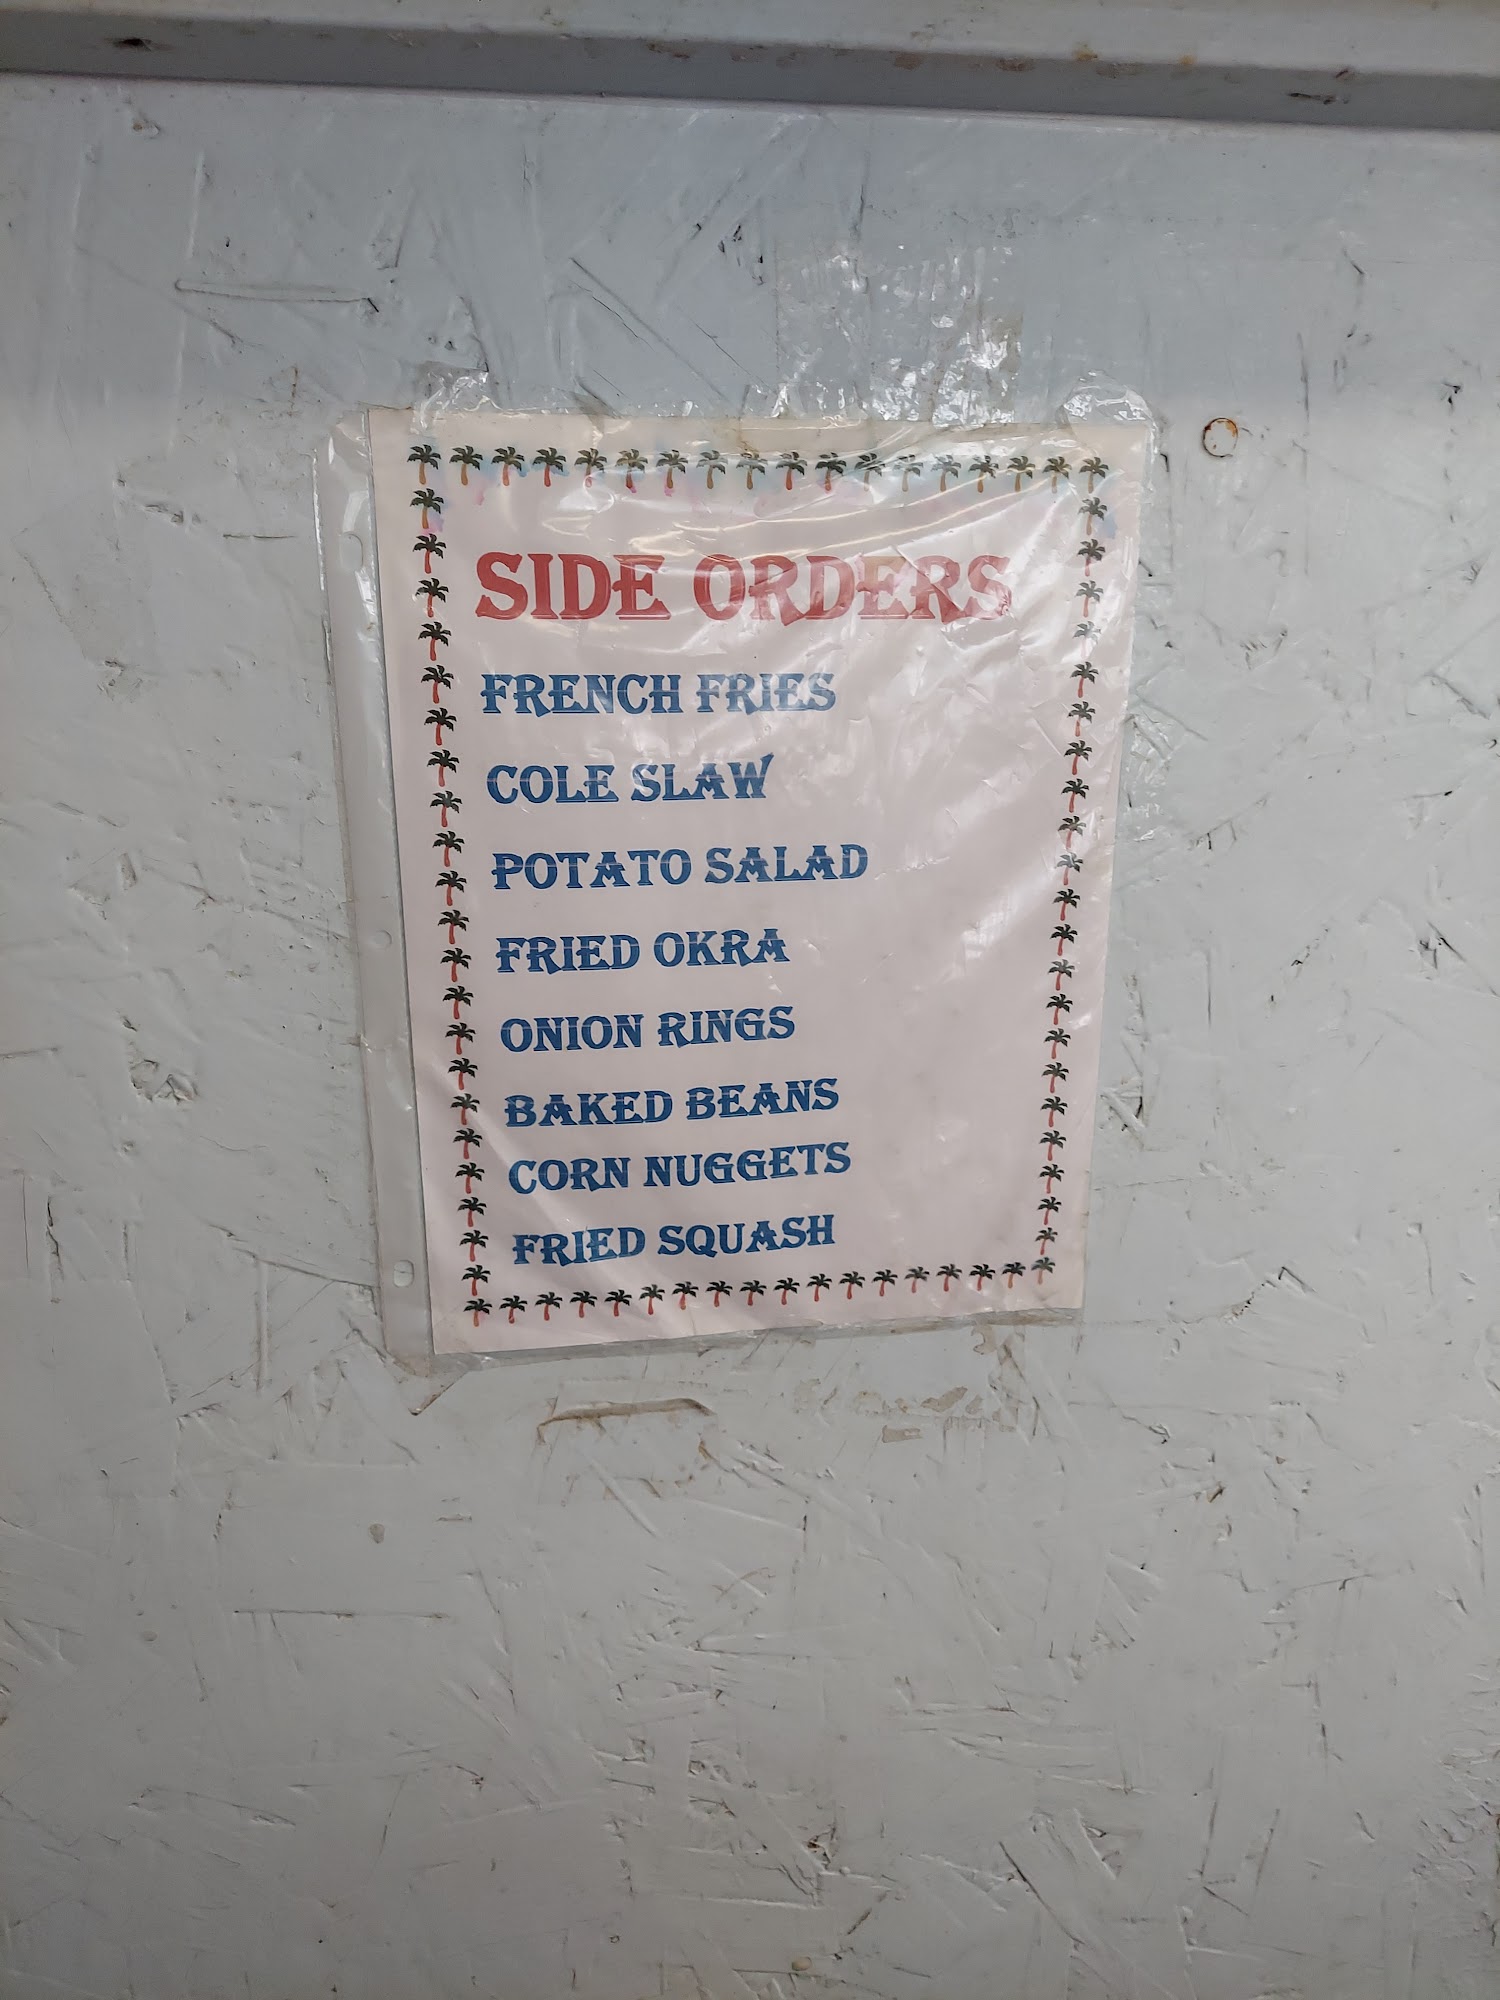 SIDE ORDERS
FRENCH FRIES
COLE SLAW
POTATO SALAD
FRIED OKRA
ONION RINGS
BAKED BEANS
CORN NUGGETS
FRIED SQUASH